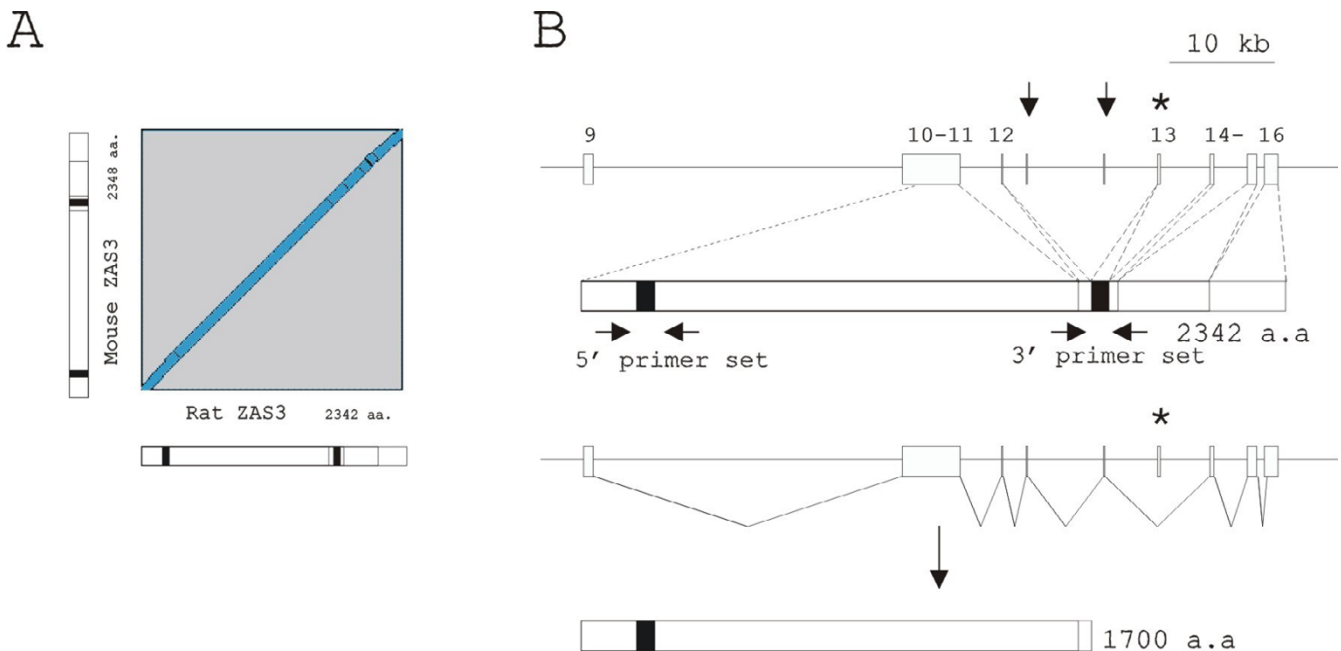 A
2348 aa.
Mouse ZAS3
Rat ZAS3 2342 aa.
B
10 kb
*
9 10-11 12 13 14- 16
2342 a.a
5′ primer set 3′ primer set
*
1700 a.a